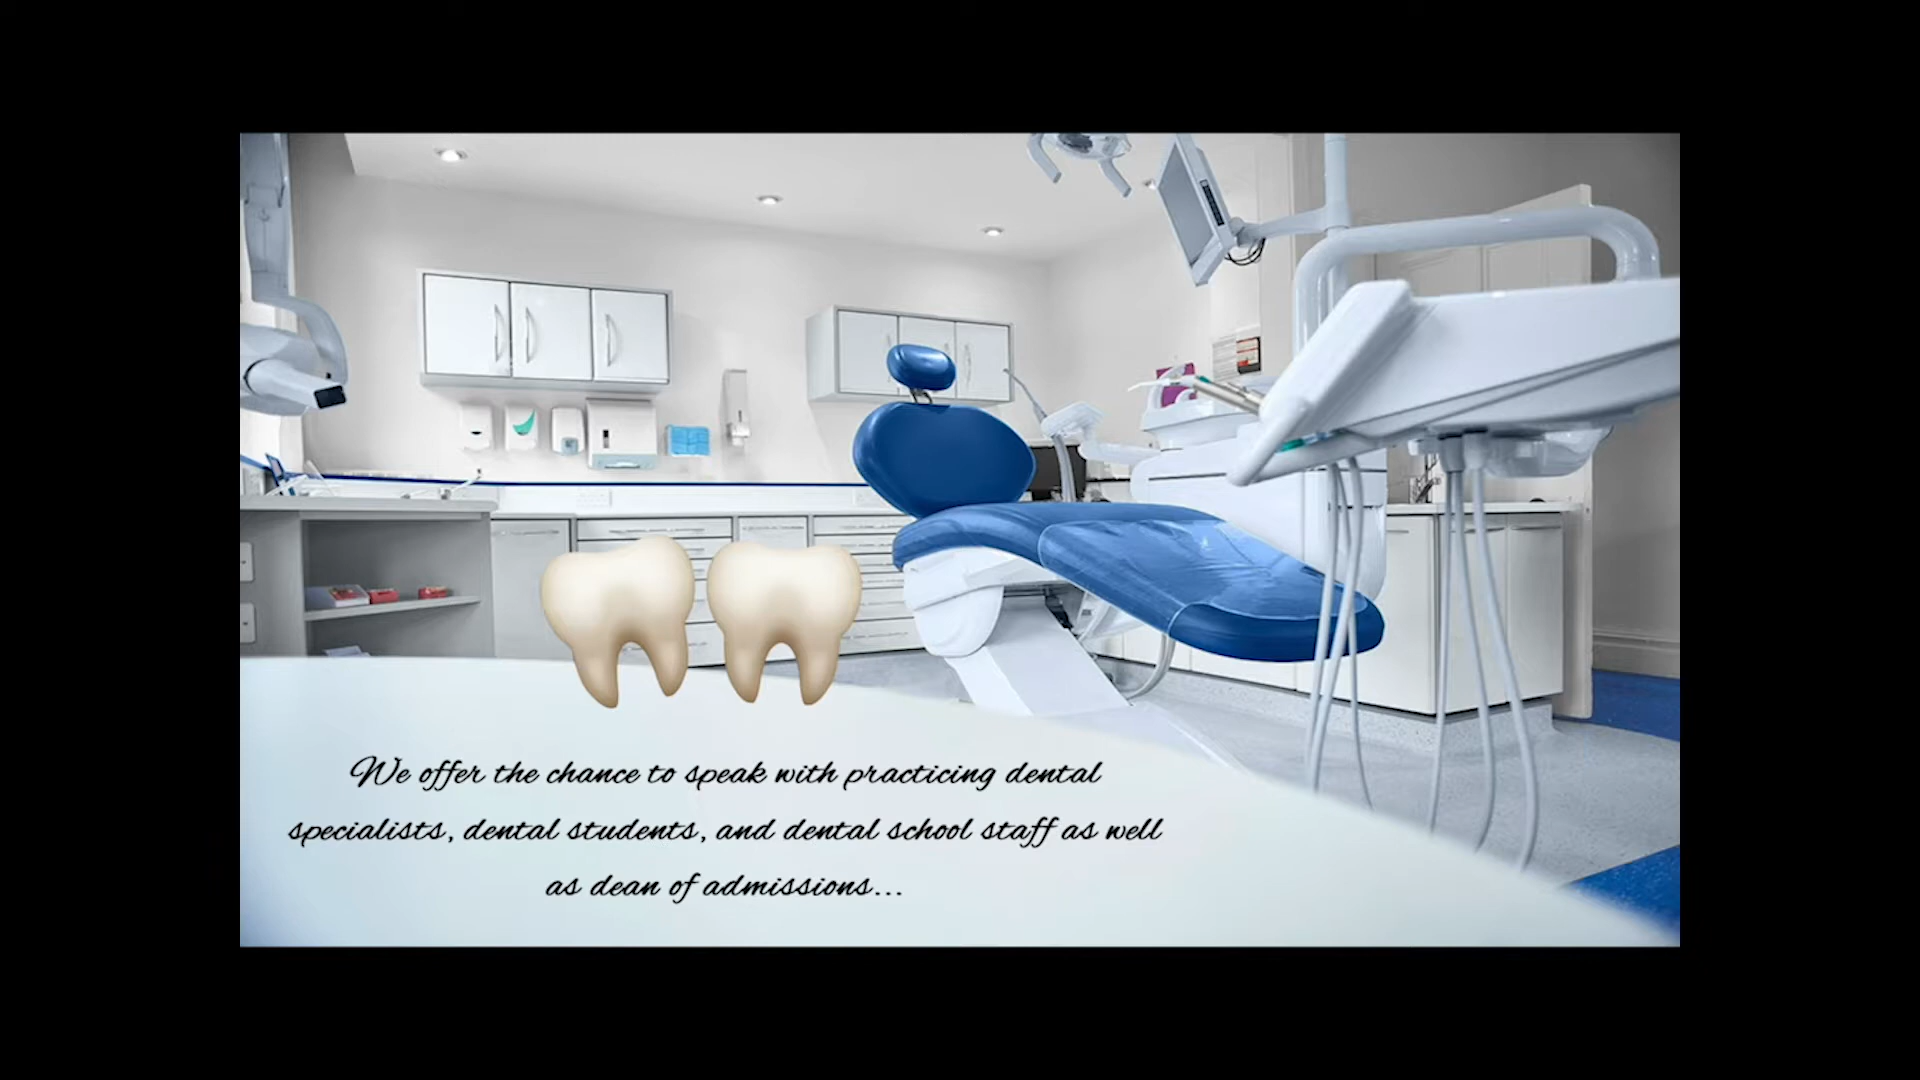 We offer the chance to speak with practicing dental
specialists, dental students, and dental school staff as well
as dean of admissions...